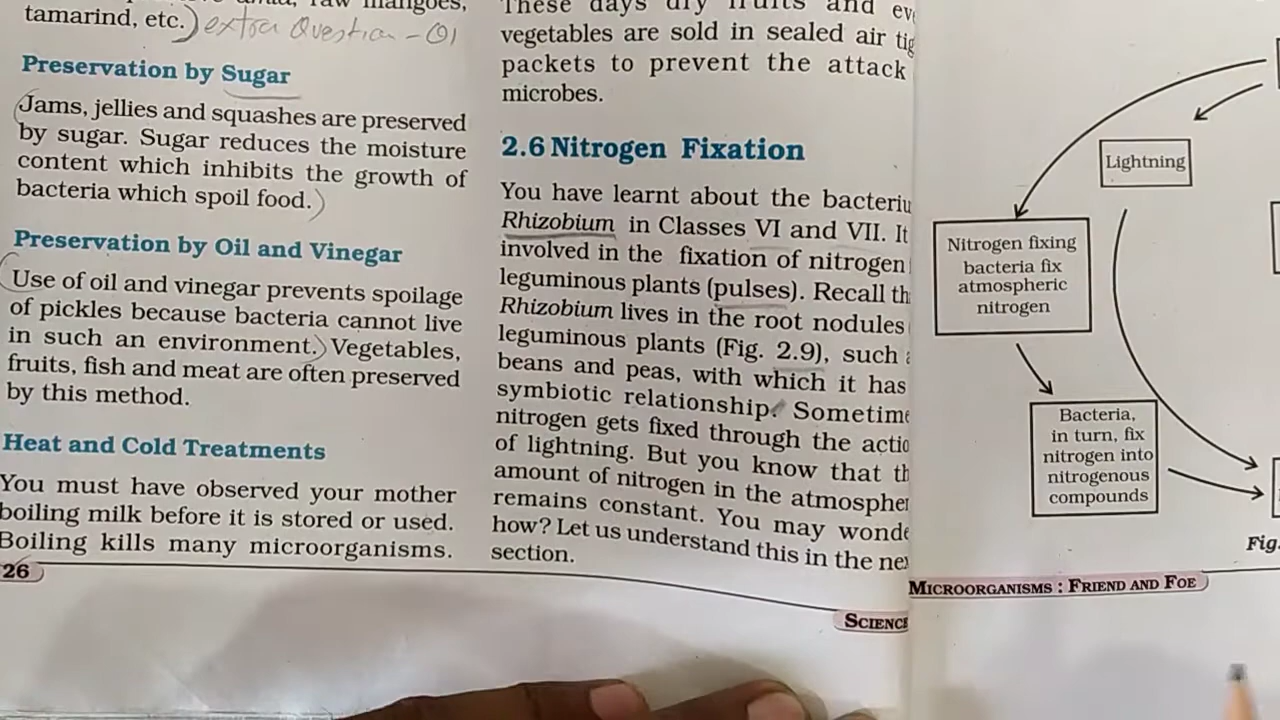 tamarind, etc.) extra Question - 01
Preservation by Sugar
(Jams, jellies and squashes are preserved
by sugar. Sugar reduces the moisture
content which inhibits the growth of
bacteria which spoil food.)
Preservation by Oil and Vinegar
(Use of oil and vinegar prevents spoilage
of pickles because bacteria cannot live
in such an environment.) Vegetables,
fruits, fish and meat are often preserved
by this method.
Heat and Cold Treatments
You must have observed your mother
boiling milk before it is stored or used.
Boiling kills many microorganisms.
26
These days dry fruits and
vegetables are sold in sealed air
packets to prevent the attack
microbes.
2.6 Nitrogen Fixation
You have learnt about the
Rhizobium in Classes VI and VII. It
involved in the fixation of nitrogen
leguminous plants (pulses). Recall
Rhizobium lives in the root nodules
leguminous plants (Fig. 2.9), such
beans and peas, with which it has
symbiotic relationship.
nitrogen gets fixed through the
of lightning. But you know that
amount of nitrogen in the
remains constant. You may
how? Let us understand this in the
section.
SCIENCE
Lightning
Nitrogen fixing
bacteria fix
atmospheric
nitrogen
Bacteria,
in turn, fix
nitrogen into
nitrogenous
compounds
Fig.
MICROORGANISMS : FRIEND AND FOE